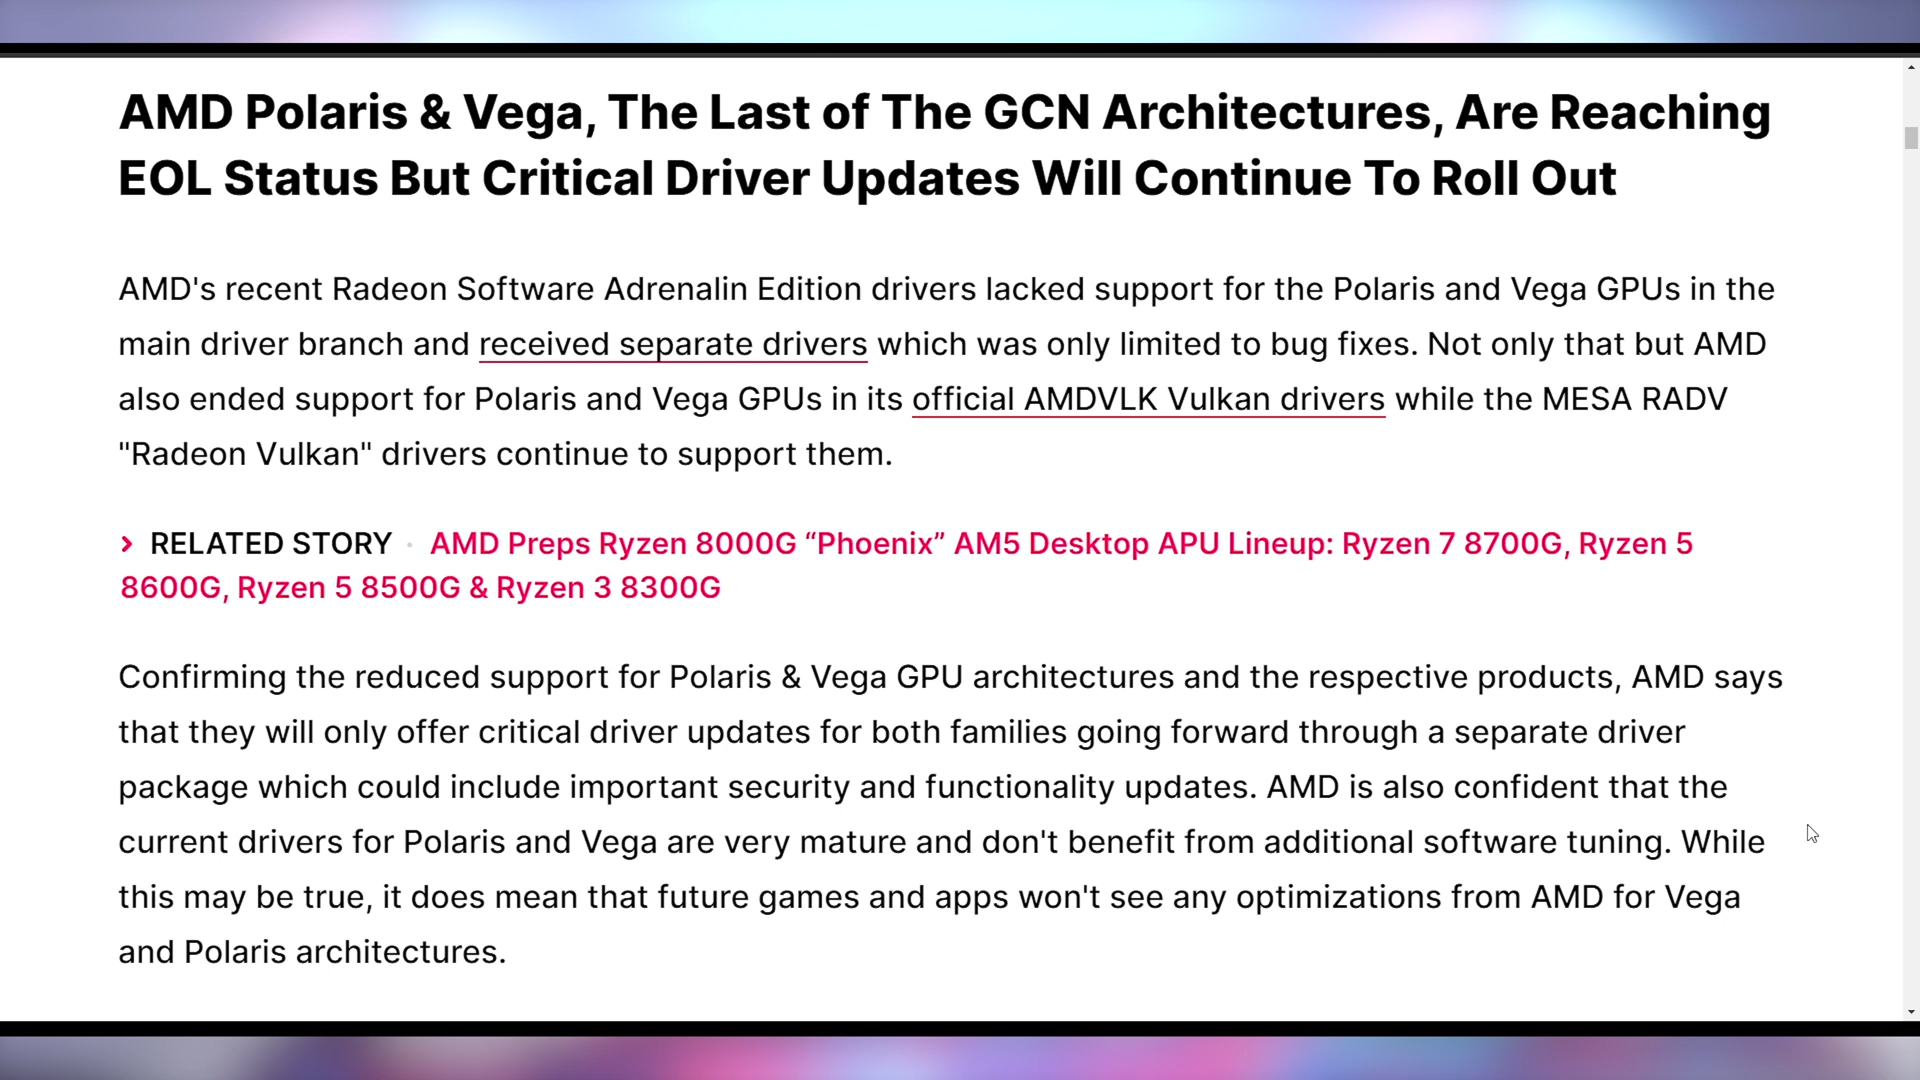 AMD Polaris & Vega, The Last of The GCN Architectures, Are Reaching
EOL Status But Critical Driver Updates Will Continue To Roll Out
AMD's recent Radeon Software Adrenalin Edition drivers lacked support for the Polaris and Vega GPUs in the
main driver branch and received separate drivers which was only limited to bug fixes. Not only that but AMD
also ended support for Polaris and Vega GPUs in its official AMDVLK Vulkan drivers while the MESA RADV
"Radeon Vulkan" drivers continue to support them.
› RELATED STORY · AMD Preps Ryzen 8000G “Phoenix” AM5 Desktop APU Lineup: Ryzen 7 8700G, Ryzen 5
8600G, Ryzen 5 8500G & Ryzen 3 8300G
Confirming the reduced support for Polaris & Vega GPU architectures and the respective products, AMD says
that they will only offer critical driver updates for both families going forward through a separate driver
package which could include important security and functionality updates. AMD is also confident that the
current drivers for Polaris and Vega are very mature and don't benefit from additional software tuning. While
this may be true, it does mean that future games and apps won't see any optimizations from AMD for Vega
and Polaris architectures.